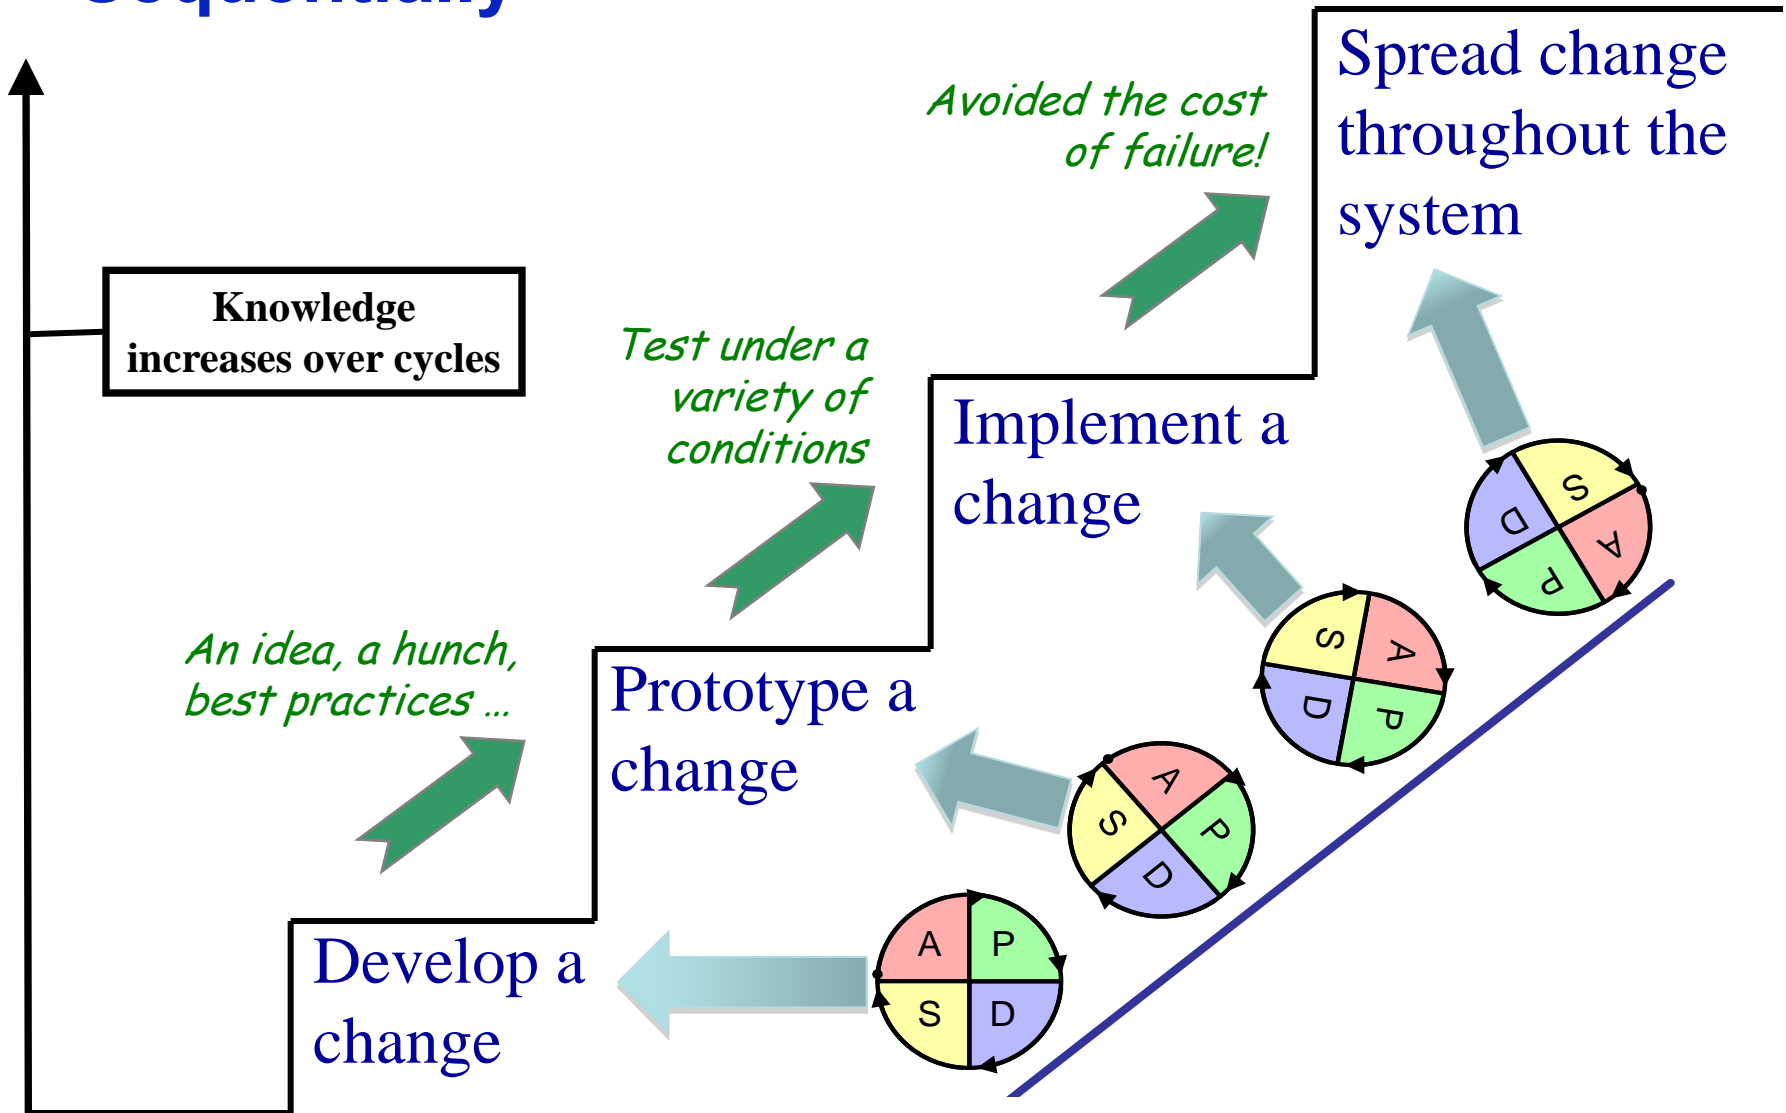 sequentially
Spread change
throughout the
system
Avoided the cost
of failure!
Knowledge
increases over cycles
Test under a
variety of
conditions
Implement a
change
An idea, a hunch,
best practices ...
Prototype a
change
Develop a
change
S
A
P
D
S
A
P
D
A
P
D
S
A
P
S
D